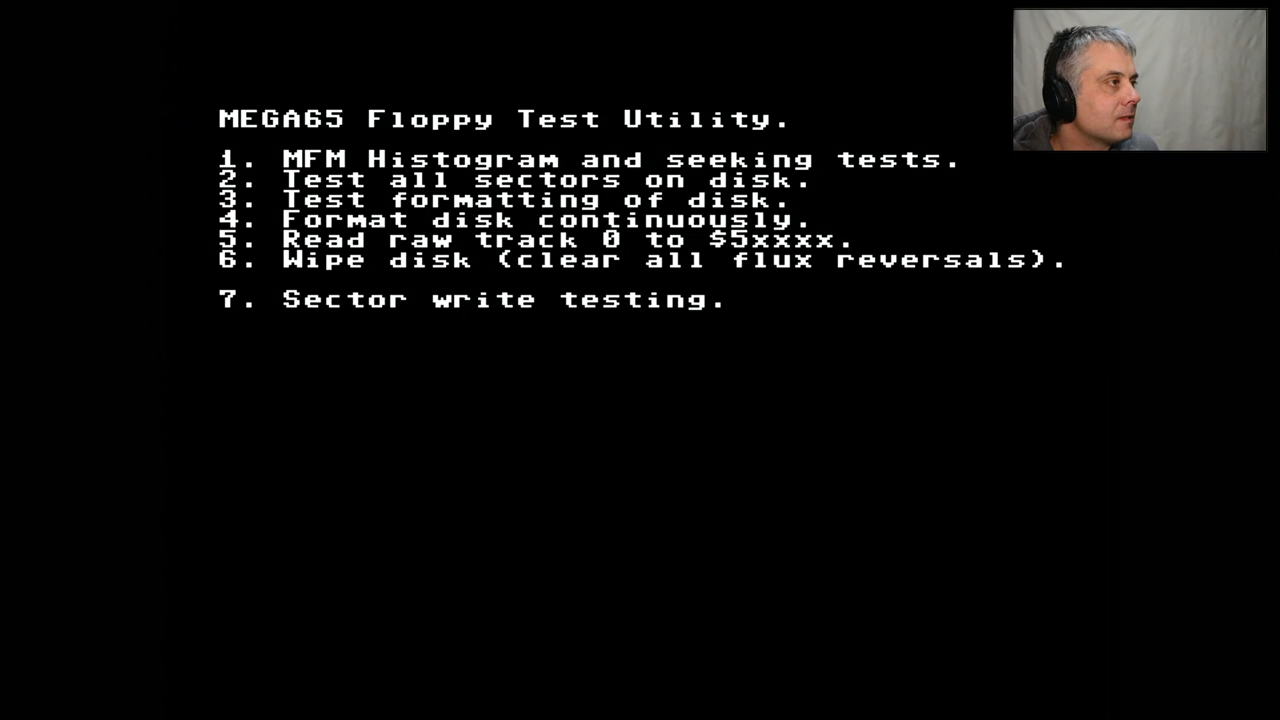 MEGA65 Floppy Test Utility.
1. MFM Histogram and seeking tests.
2. Test all sectors on disk.
3. Test formatting of disk.
4. Format disk continuously.
5. Read raw track 0 to $5xxxx.
6. Wipe disk (clear all flux reversals).
7. Sector write testing.